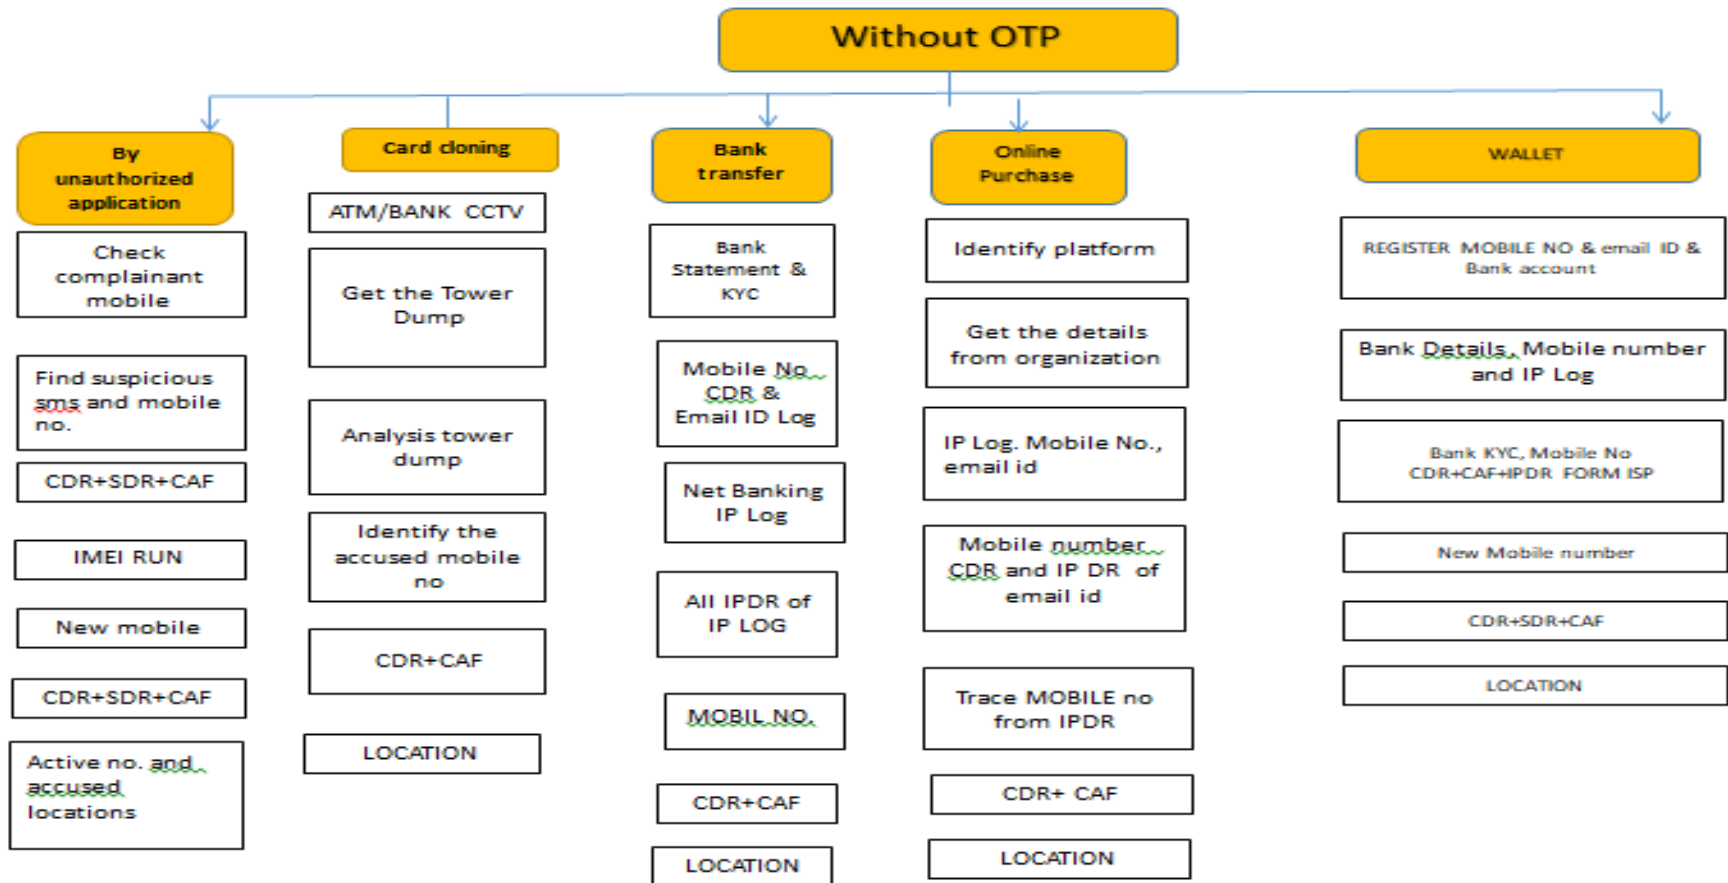 Without OTP
By
unauthorized
application
Check
complainant
mobile
Find suspicious
sms and mobile
no.
CDR+SDR+CAF
IMEI RUN
New mobile
CDR+SDR+CAF
Active no. and
accused
locations
Card cloning
ATM/BANK CCTV
Get the Tower
Dump
Analysis tower
dump
Identify the
accused mobile
no
CDR+CAF
LOCATION
Bank
transfer
Bank
Statement &
KYC
Mobile No
CDR &
Email ID Log
Net Banking
IP Log
All IPDR of
IP LOG
MOBIL NO.
CDR+CAF
LOCATION
Online
Purchase
Identify platform
Get the details
from organization
IP Log. Mobile No.,
email id
Mobile number
CDR and IP DR of
email id
Trace MOBILE no
from IPDR
CDR+ CAF
LOCATION
WALLET
REGISTER MOBILE NO & email ID &
Bank account
Bank Details, Mobile number
and IP Log
Bank KYC, Mobile No
CDR+CAF+IPDR FORM ISP
New Mobile number
CDR+SDR+CAF
LOCATION